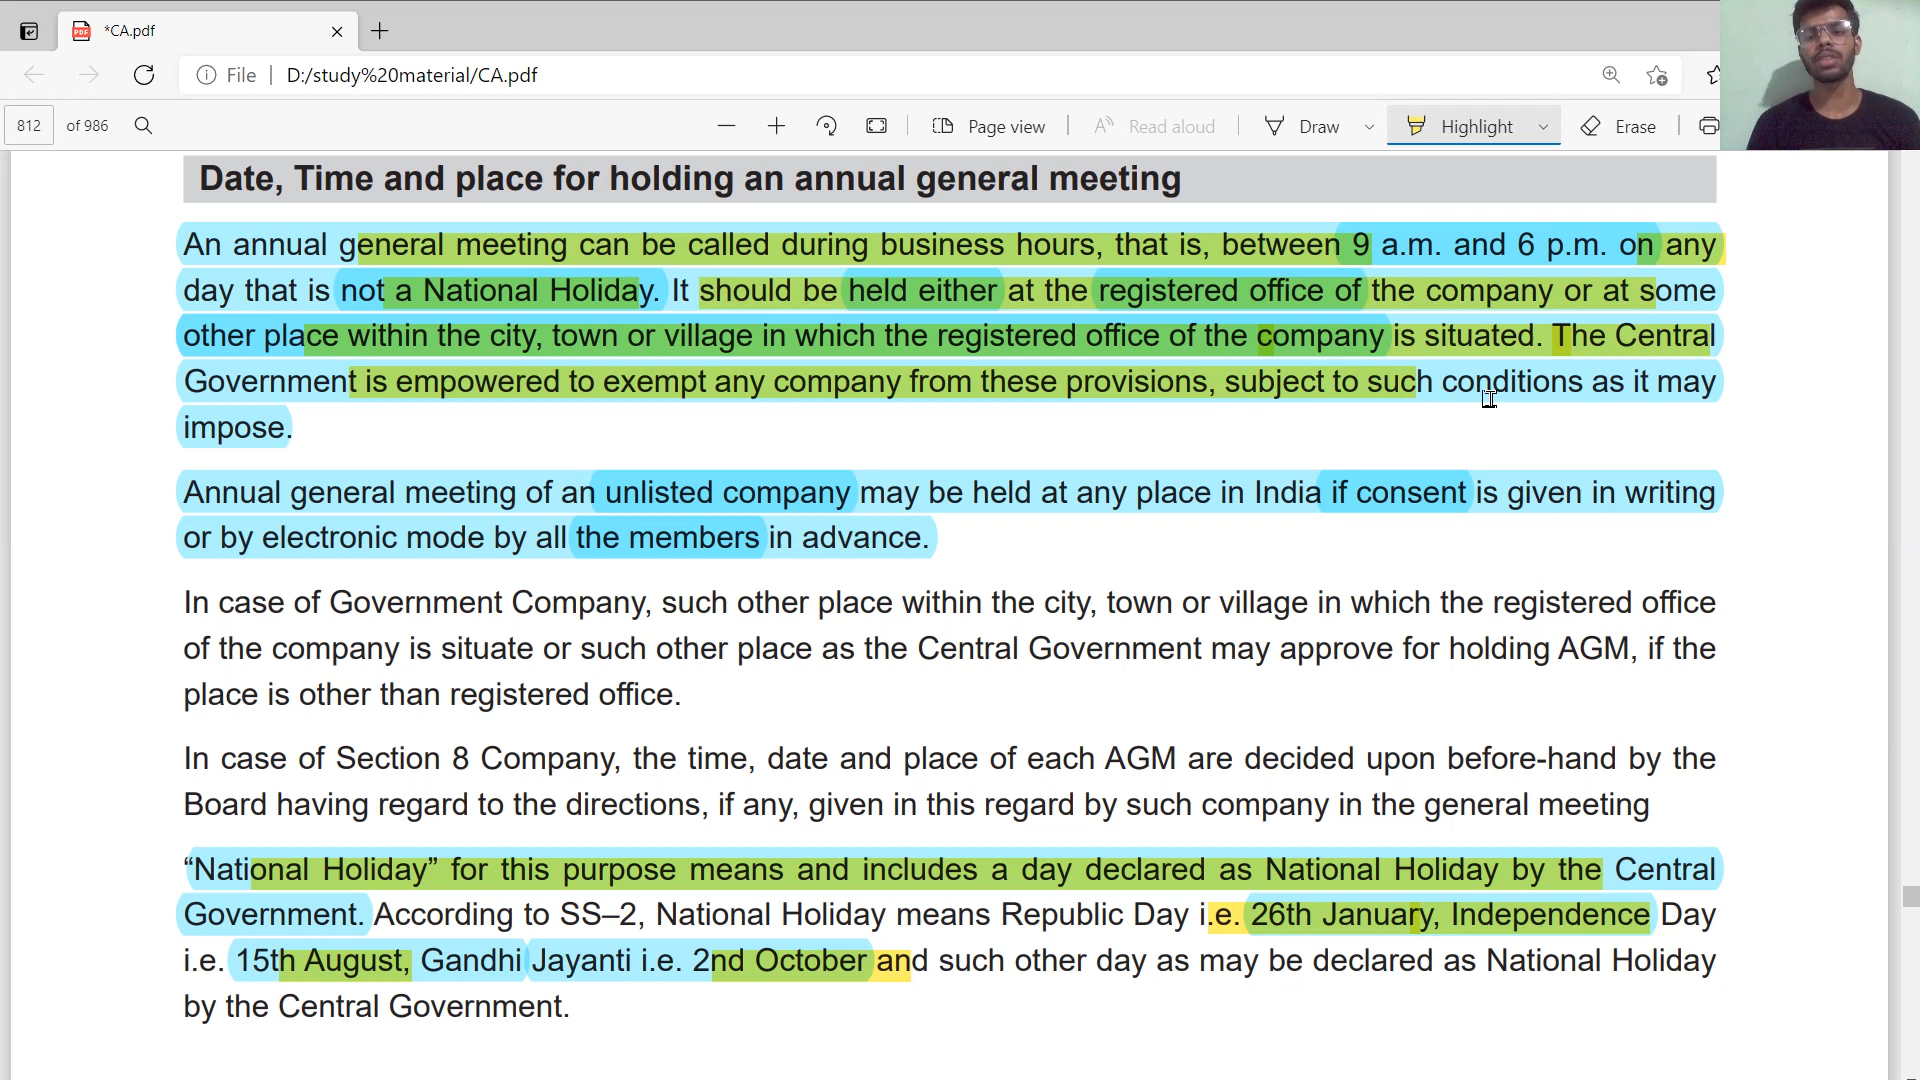 *CA.pdf
File
D:/study%20material/CA.pdf
812 of 986
Page view
Read aloud
Draw
Highlight
Erase
Date, Time and place for holding an annual general meeting
An annual general meeting can be called during business hours, that is, between 9 a.m. and 6 p.m. on any
day that is not a National Holiday. It should be held either at the registered office of the company or at some
other place within the city, town or village in which the registered office of the company is situated. The Central
Government is empowered to exempt any company from these provisions, subject to such conditions as it may
impose.
Annual general meeting of an unlisted company may be held at any place in India if consent is given in writing
or by electronic mode by all the members in advance.
In case of Government Company, such other place within the city, town or village in which the registered office
of the company is situate or such other place as the Central Government may approve for holding AGM, if the
place is other than registered office.
In case of Section 8 Company, the time, date and place of each AGM are decided upon before-hand by the
Board having regard to the directions, if any, given in this regard by such company in the general meeting
“National Holiday” for this purpose means and includes a day declared as National Holiday by the Central
Government. According to SS–2, National Holiday means Republic Day i.e. 26th January, Independence Day
i.e. 15th August, Gandhi Jayanti i.e. 2nd October and such other day as may be declared as National Holiday
by the Central Government.